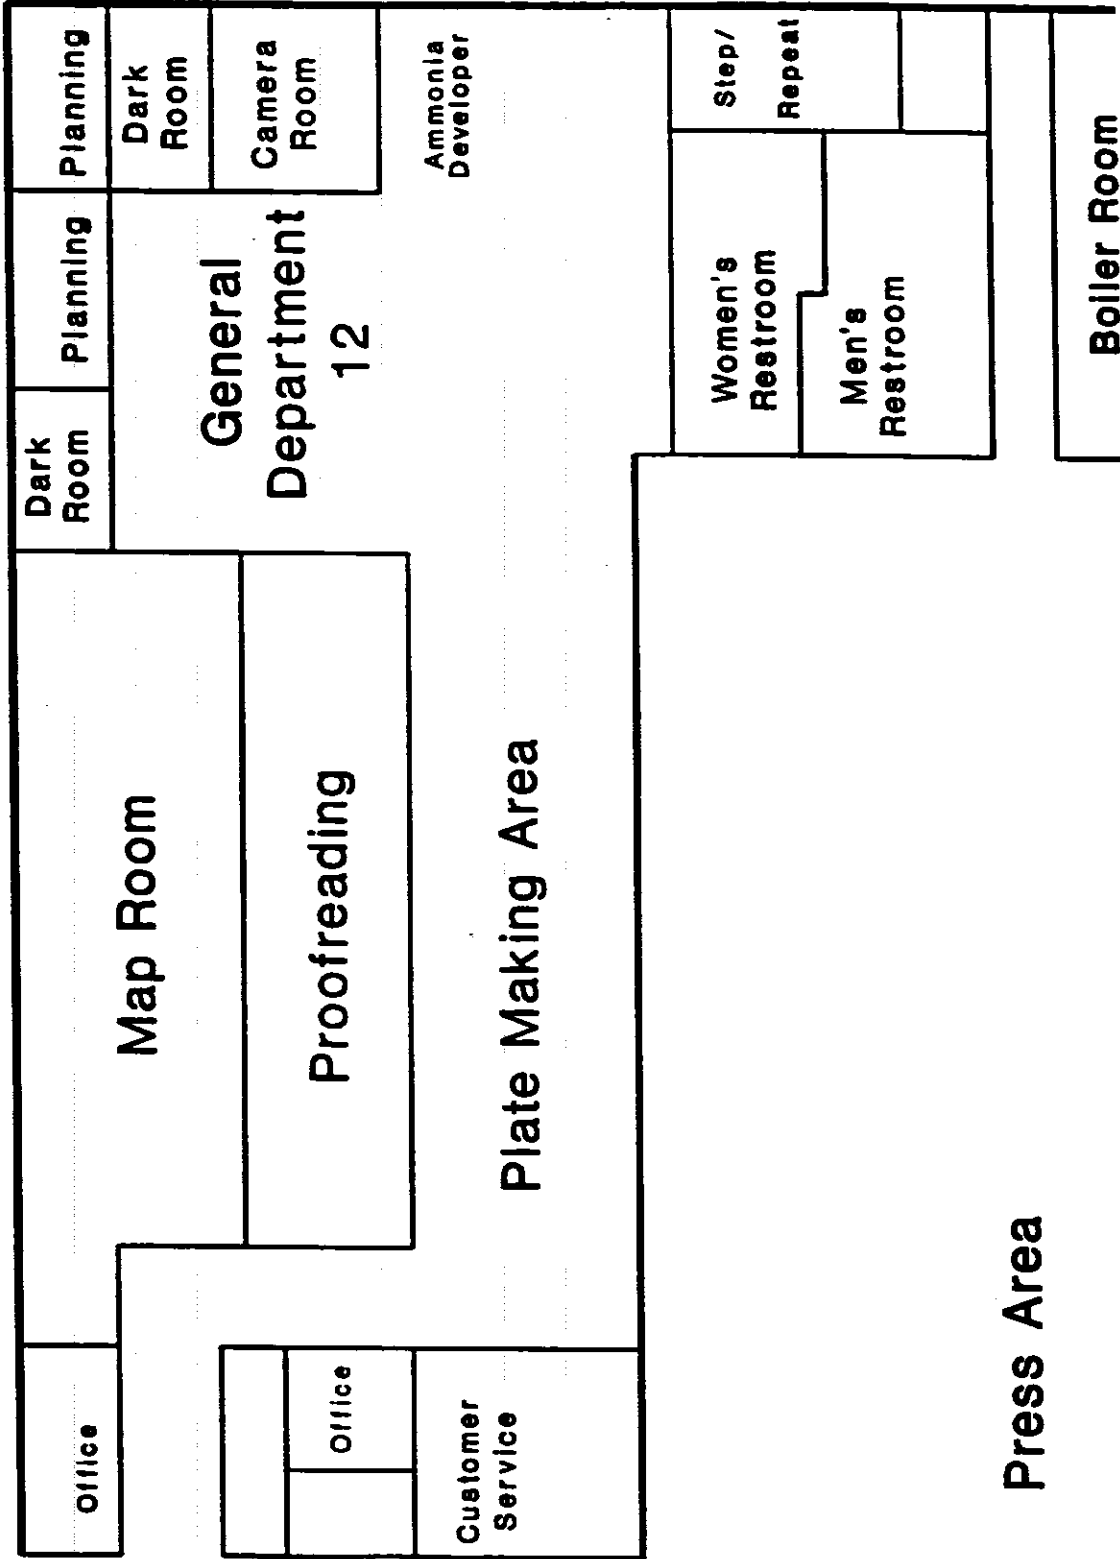 Office
Map Room
Dark
Room
Planning
Planning
Dark
Room
Camera
Room
General
Department
12
Proofreading
Office
Customer
Service
Plate Making Area
Ammonia
Developer
Step/
Repeat
Women's
Restroom
Men's
Restroom
Press Area
Boiler Room